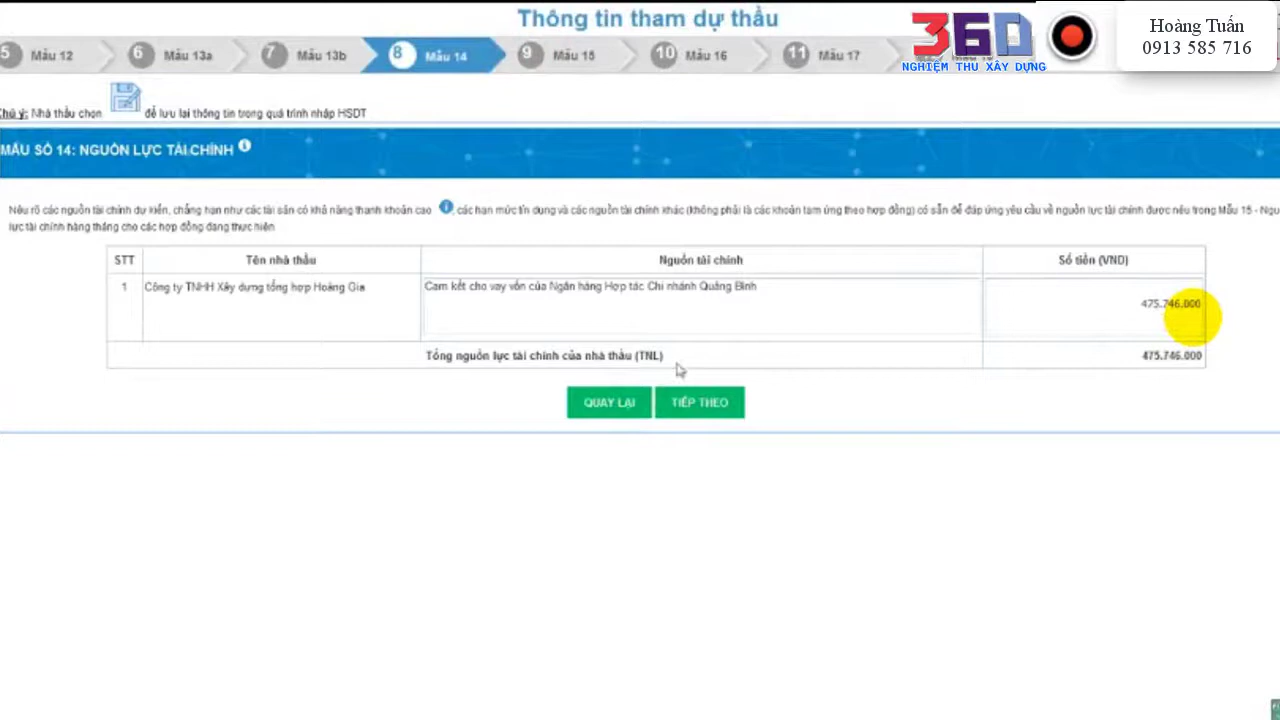 Thông tin tham dự thầu
360
NGHIỆM THU XÂY DỰNG
Hoàng Tuấn
0913 585 716
5 Mẫu 12
6 Mẫu 13a
7 Mẫu 13b
8 Mẫu 14
9 Mẫu 15
10 Mẫu 16
11 Mẫu 17
Chú ý: Nhà thầu chọn để lưu lại thông tin trong quá trình nhập HSDT
MẪU SỐ 14: NGUỒN LỰC TÀI CHÍNH
Nêu rõ các nguồn tài chính dự kiến, chẳng hạn như các tài sản có khả năng thanh khoản cao , các hạn mức tín dụng và các nguồn tài chính khác (không phải là các khoản tạm ứng theo hợp đồng) có sẵn để đáp ứng yêu cầu về nguồn lực tài chính được nêu trong Mẫu 15 -
lực tài chính hàng tháng cho các hợp đồng đang thực hiện
STT Tên nhà thầu Nguồn tài chính Số tiền (VND)
1 Công ty TNHH Xây dựng tổng hợp Hoàng Gia Cam kết cho vay vốn của Ngân hàng Hợp tác Chi nhánh Quảng Bình 475.746.000
Tổng nguồn lực tài chính của nhà thầu (TNL) 475.746.000
QUAY LẠI TIẾP THEO